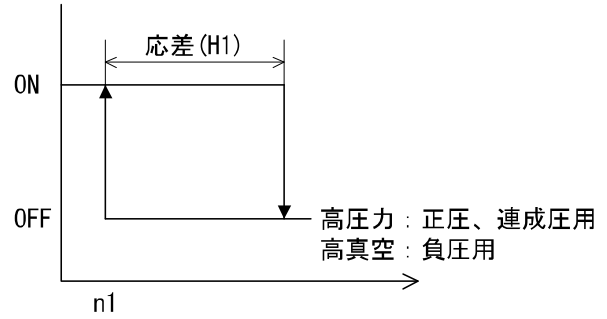 応差(H1)
ON
OFF
高圧力：正圧、連成圧用
高真空：負圧用
n1